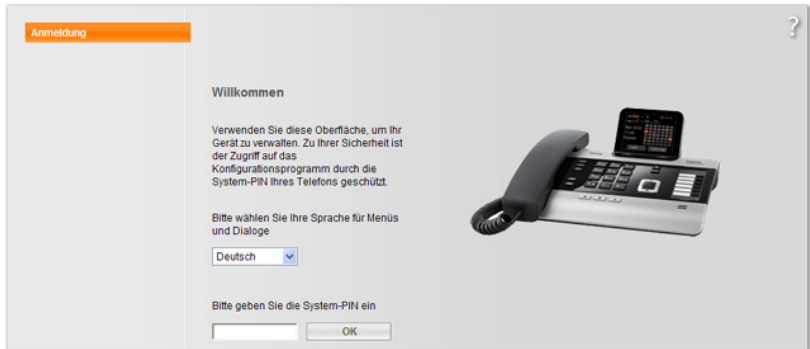 Anmeldung
?
Willkommen
Verwenden Sie diese Oberfläche, um Ihr
Gerät zu verwalten. Zu Ihrer Sicherheit ist
der Zugriff auf das
Konfigurationsprogramm durch die
System-PIN Ihres Telefons geschützt.
Bitte wählen Sie Ihre Sprache für Menüs
und Dialoge
Deutsch
Bitte geben Sie die System-PIN ein
OK